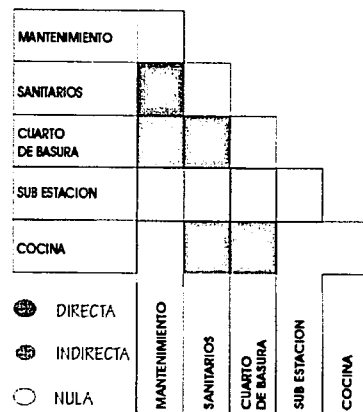 MANTENIMIENTO
SANITARIOS
CUARTO
DE BASURA
SUB ESTACION
COCINA
DIRECTA
INDIRECTA
NULA
MANTENIMIENTO
SANITARIOS
CUARTO
DE BASURA
SUB ESTACION
COCINA